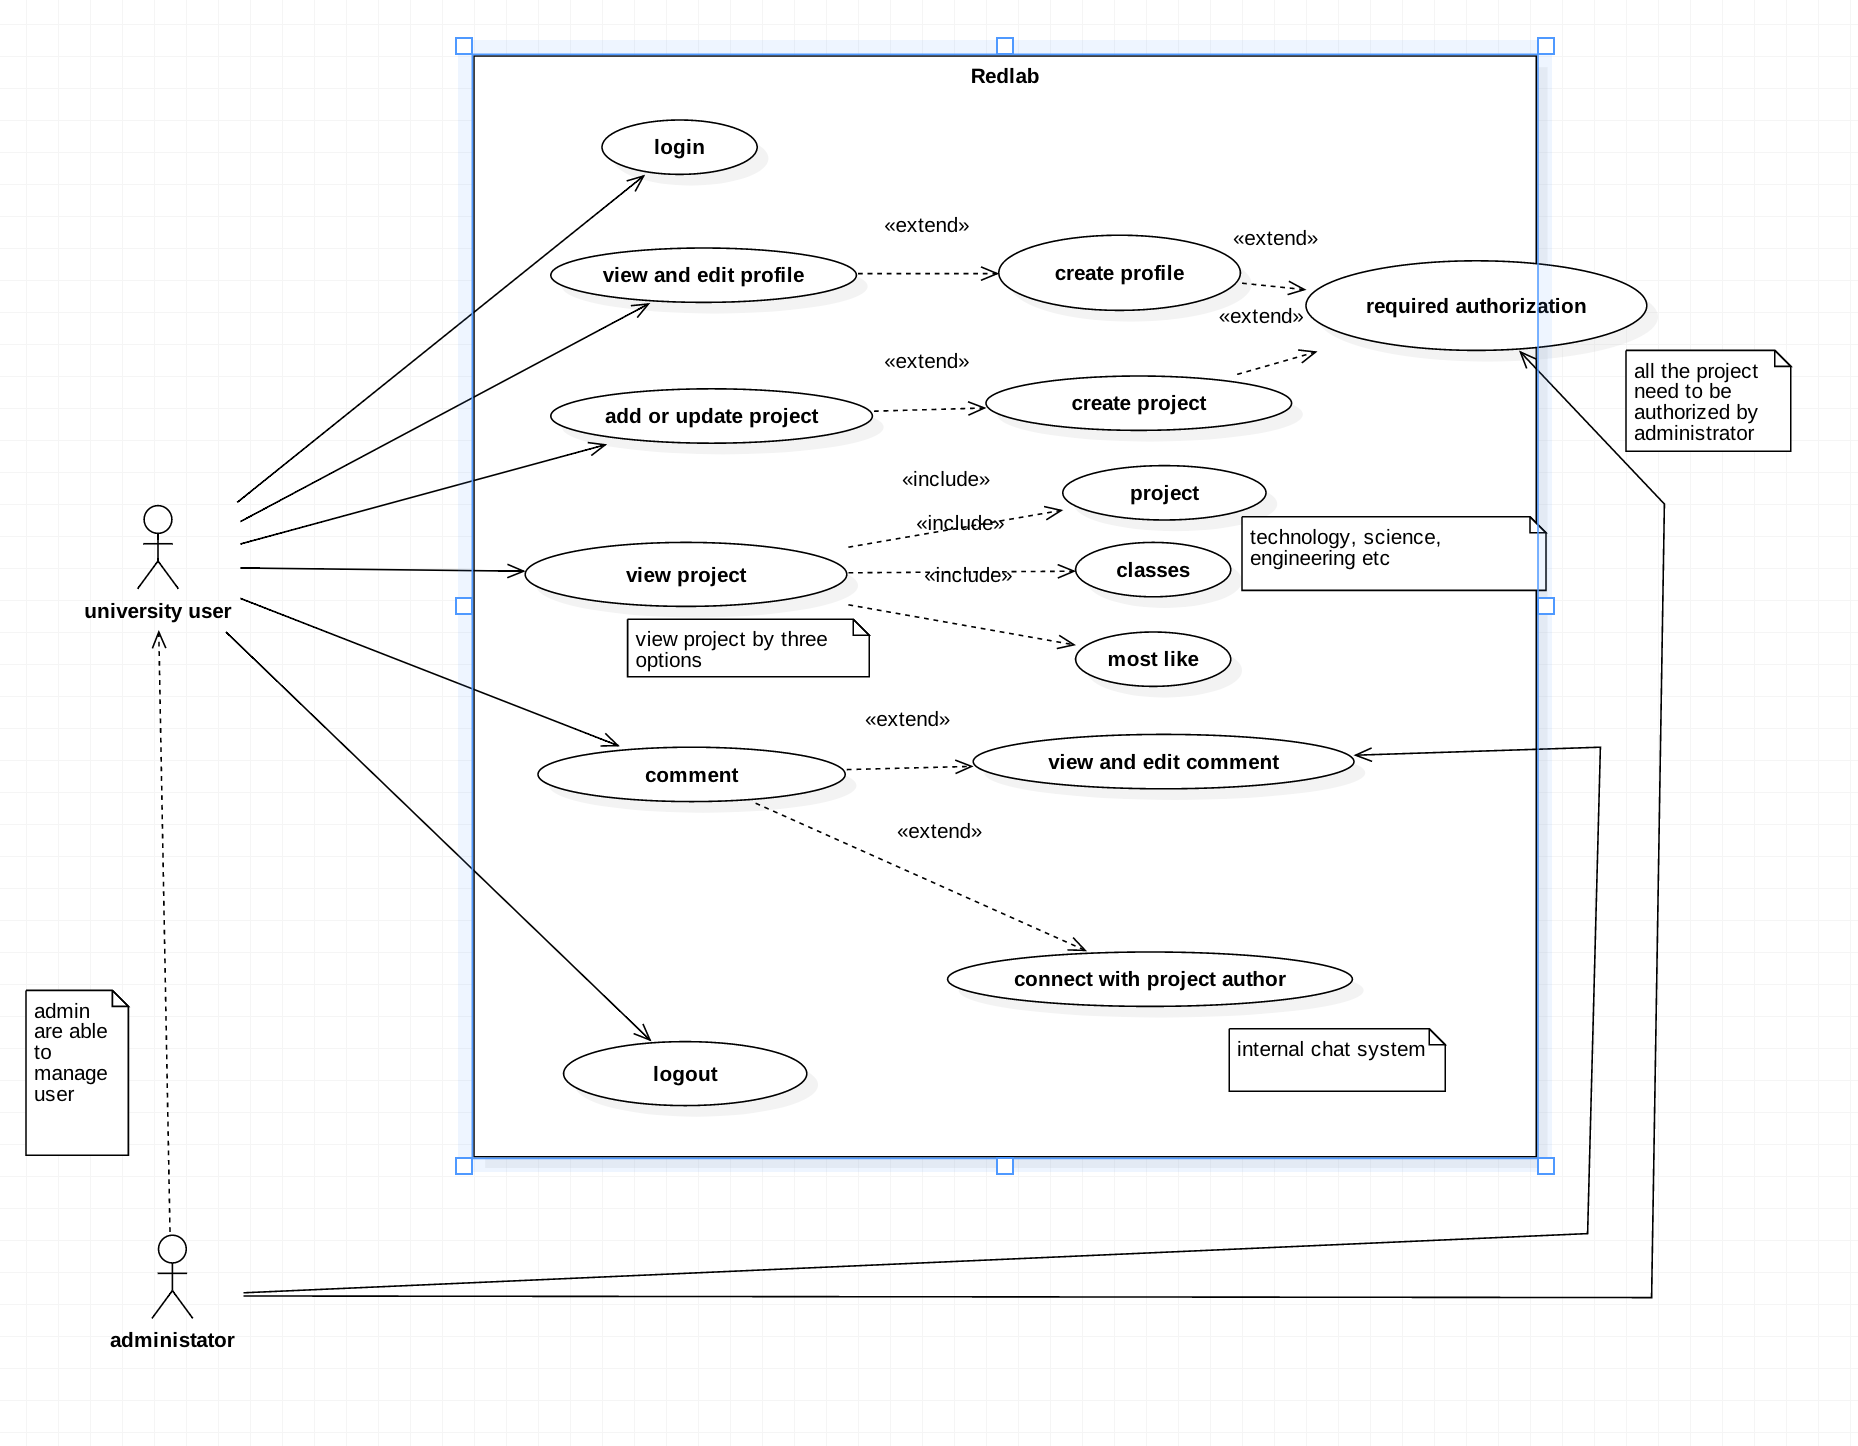 Redlab
login
«extend»
view and edit profile
create profile
«extend»
required authorization
«extend»
«extend»
add or update project
create project
all the project
need to be
authorized by
administrator
«include»
project
«include»
technology, science,
engineering etc
view project
«include»
classes
university user
view project by three
options
most like
«extend»
comment
view and edit comment
«extend»
connect with project author
admin
are able
to
manage
user
internal chat system
logout
administator